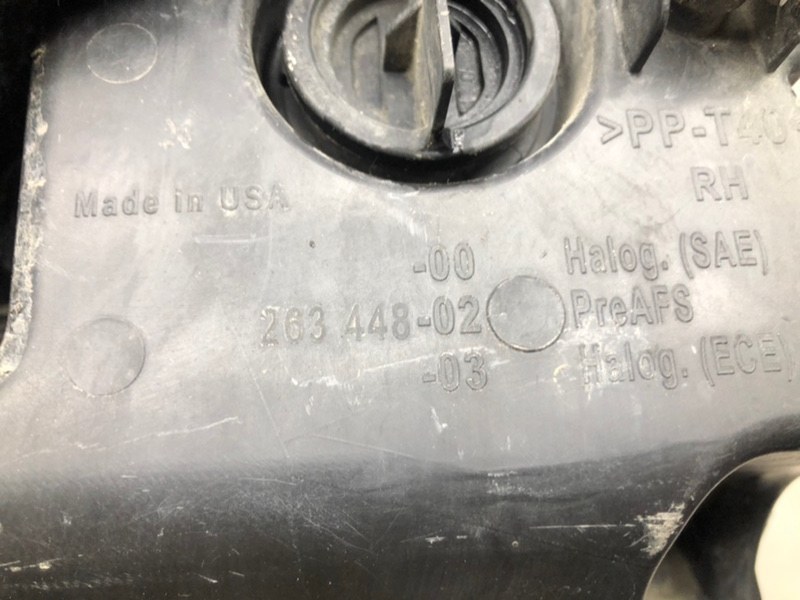 >PP-T40
RH
Made in USA
-00 Halog. (SAE)
263 448-02 PreAFS
-03 Halog. (ECE)